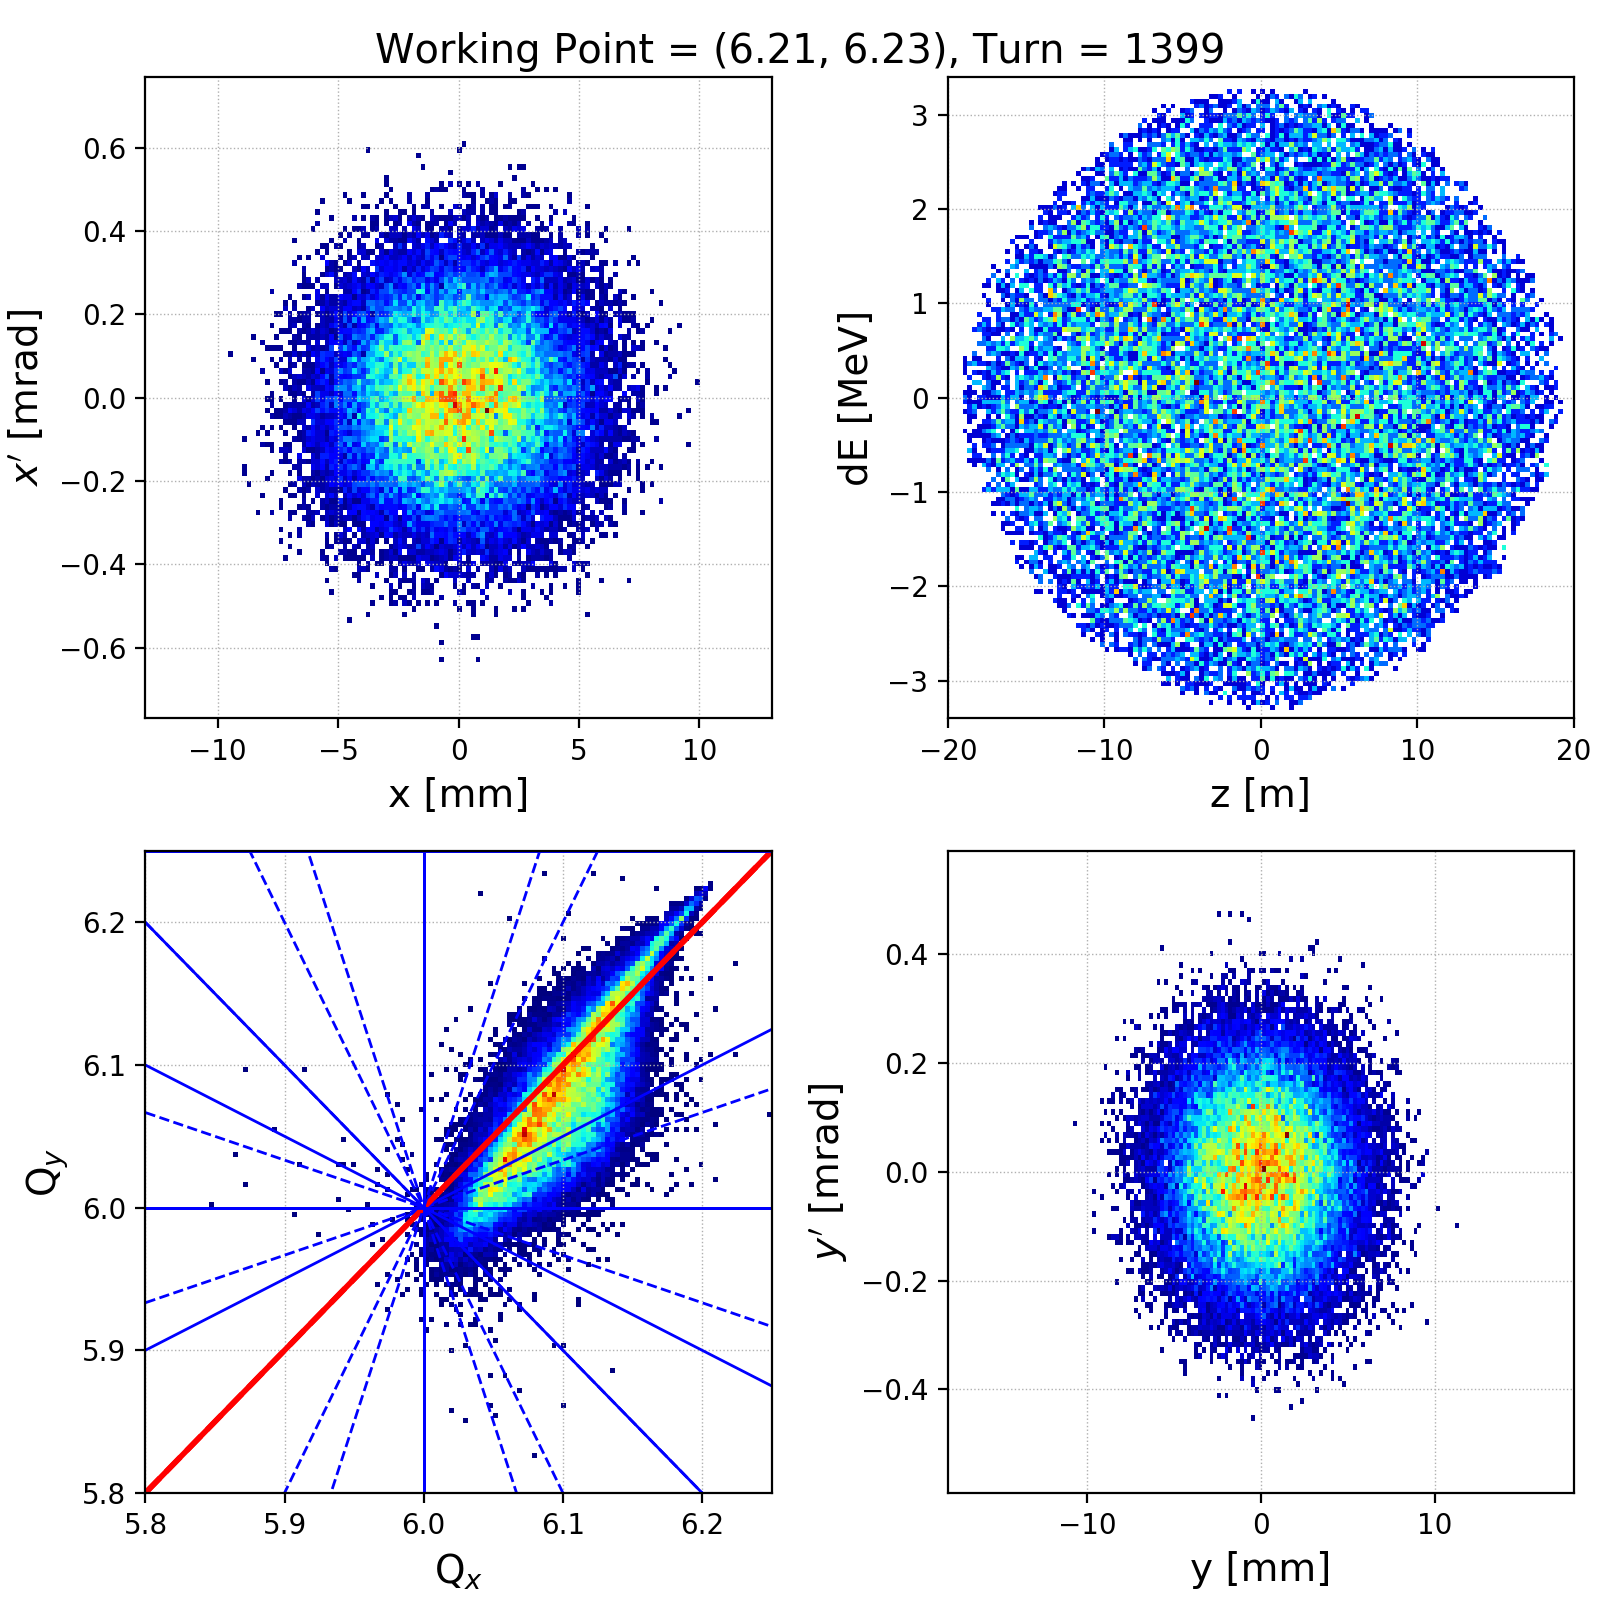 Working Point = (6.21, 6.23), Turn = 1399
0.6
0.4
0.2
0.0
−0.2
−0.4
−0.6
x′ [mrad]
−10 −5 0 5 10
x [mm]
3
2
1
0
−1
−2
−3
dE [MeV]
−20 −10 0 10 20
z [m]
6.2
6.1
6.0
5.9
5.8
Qy
5.8 5.9 6.0 6.1 6.2
Qx
0.4
0.2
0.0
−0.2
−0.4
y′ [mrad]
−10 0 10
y [mm]